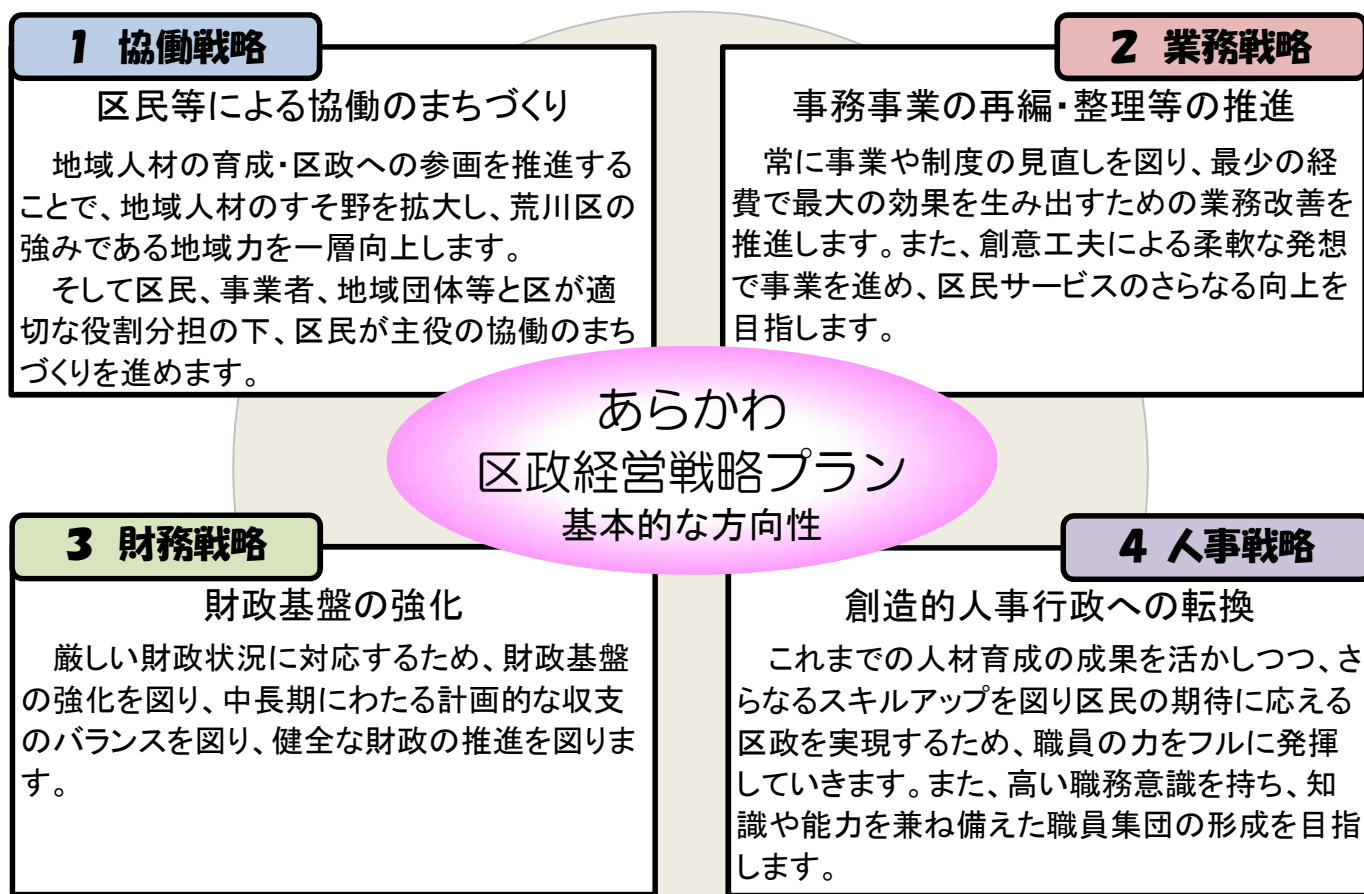 1 協働戦略
区民等による協働のまちづくり
　地域人材の育成・区政への参画を推進する
ことで、地域人材のすそ野を拡大し、荒川区の
強みである地域力を一層向上します。
　そして区民、事業者、地域団体等と区が適
切な役割分担の下、区民が主役の協働のまち
づくりを進めます。
2 業務戦略
事務事業の再編・整理等の推進
　常に事業や制度の見直しを図り、最少の経
費で最大の効果を生み出すための業務改善を
推進します。また、創意工夫による柔軟な発想
で事業を進め、区民サービスのさらなる向上を
目指します。
あらかわ
区政経営戦略プラン
基本的な方向性
3 財務戦略
財政基盤の強化
　厳しい財政状況に対応するため、財政基盤
の強化を図り、中長期にわたる計画的な収支
のバランスを図り、健全な財政の推進を図りま
す。
4 人事戦略
創造的人事行政への転換
　これまでの人材育成の成果を活かしつつ、さ
らなるスキルアップを図り区民の期待に応える
区政を実現するため、職員の力をフルに発揮
していきます。また、高い職務意識を持ち、知
識や能力を兼ね備えた職員集団の形成を目指
します。